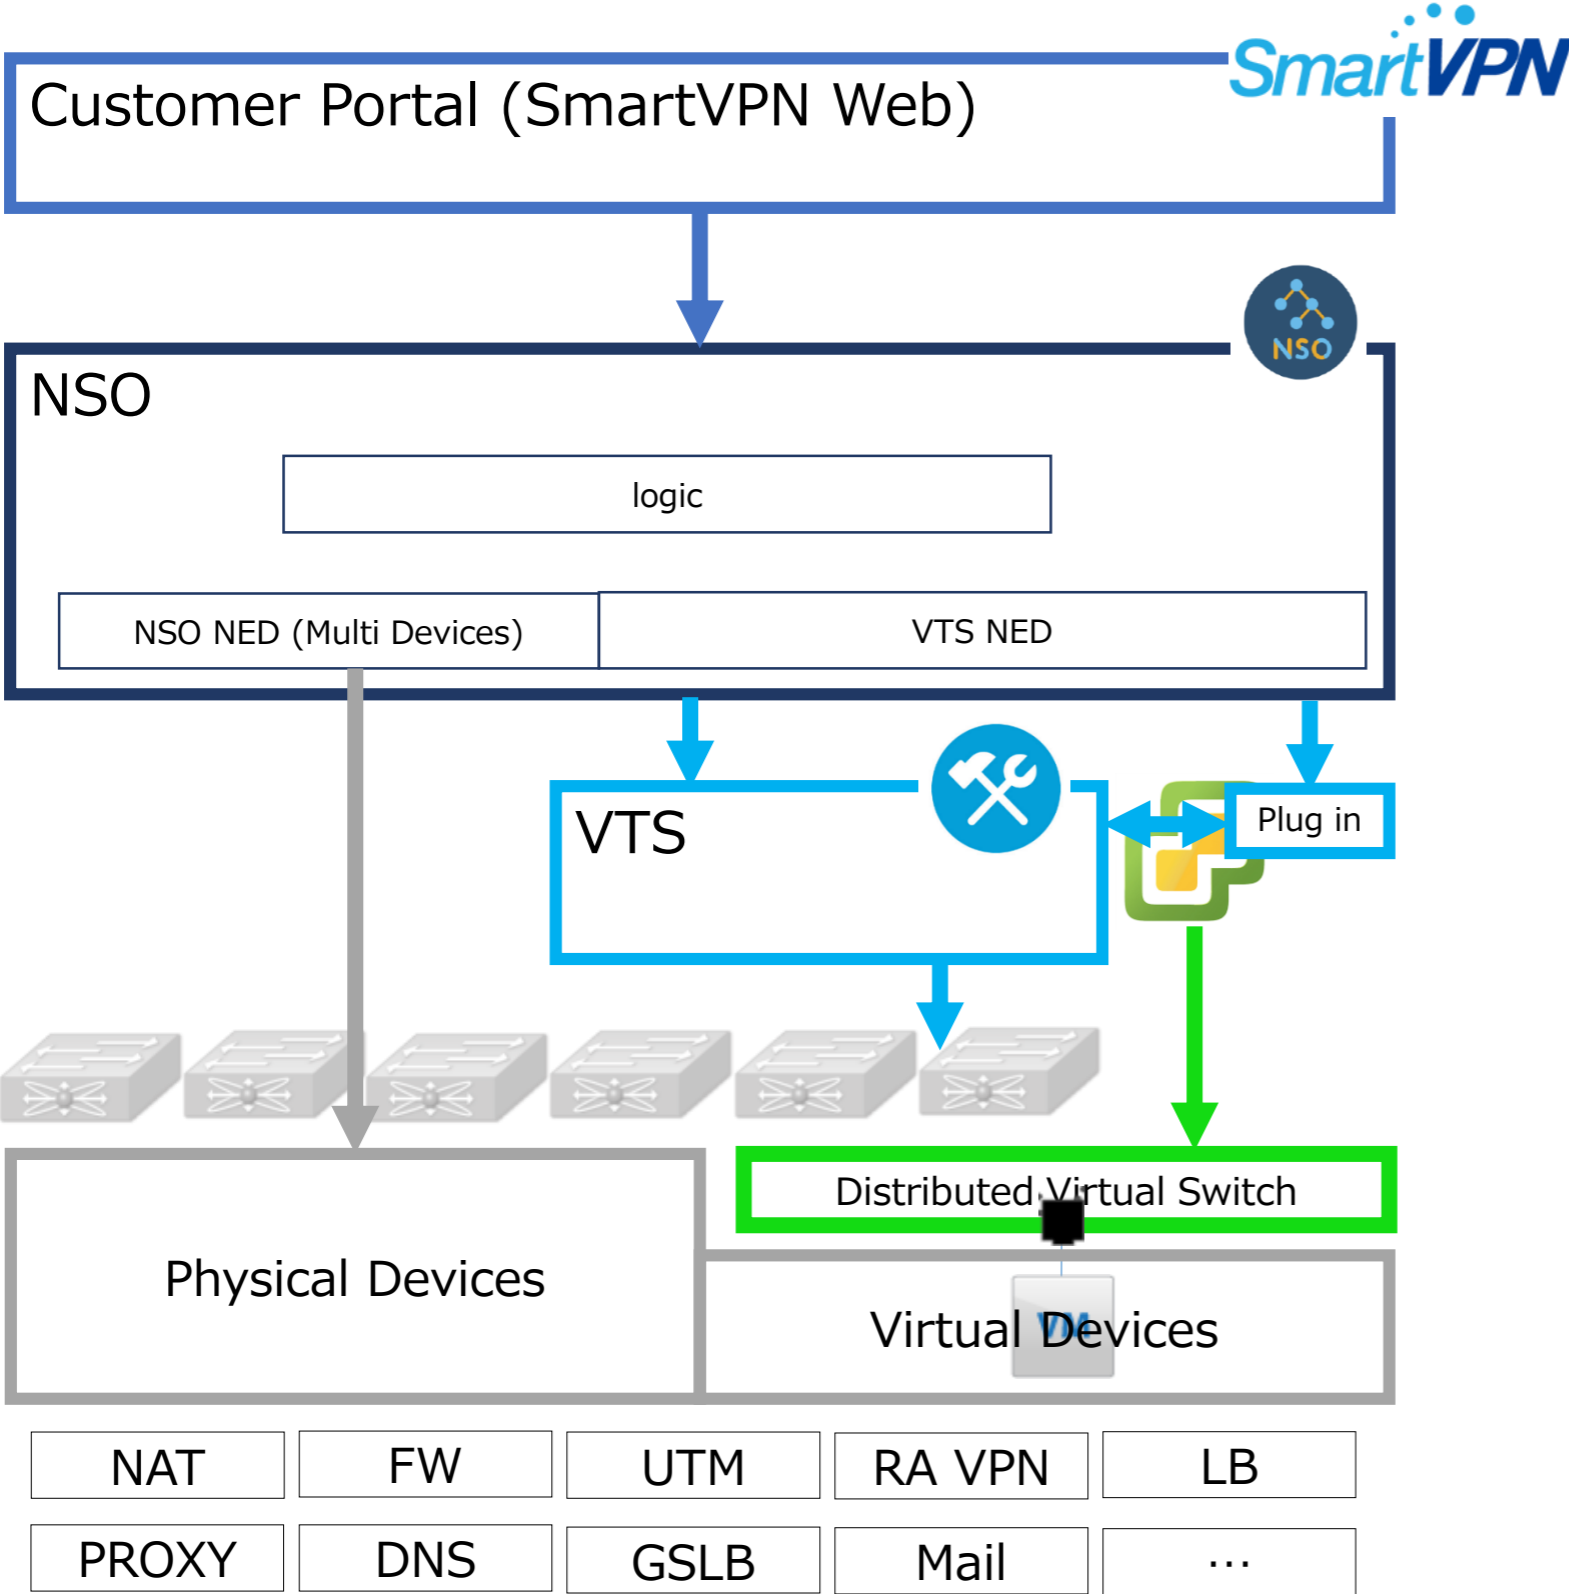 SmartVPN
Customer Portal (SmartVPN Web)
NSO
NSO
logic
NSO NED (Multi Devices)
VTS NED
VTS
Plug in
Distributed Virtual Switch
Physical Devices
VM
Virtual Devices
NAT
FW
UTM
RA VPN
LB
PROXY
DNS
GSLB
Mail
…